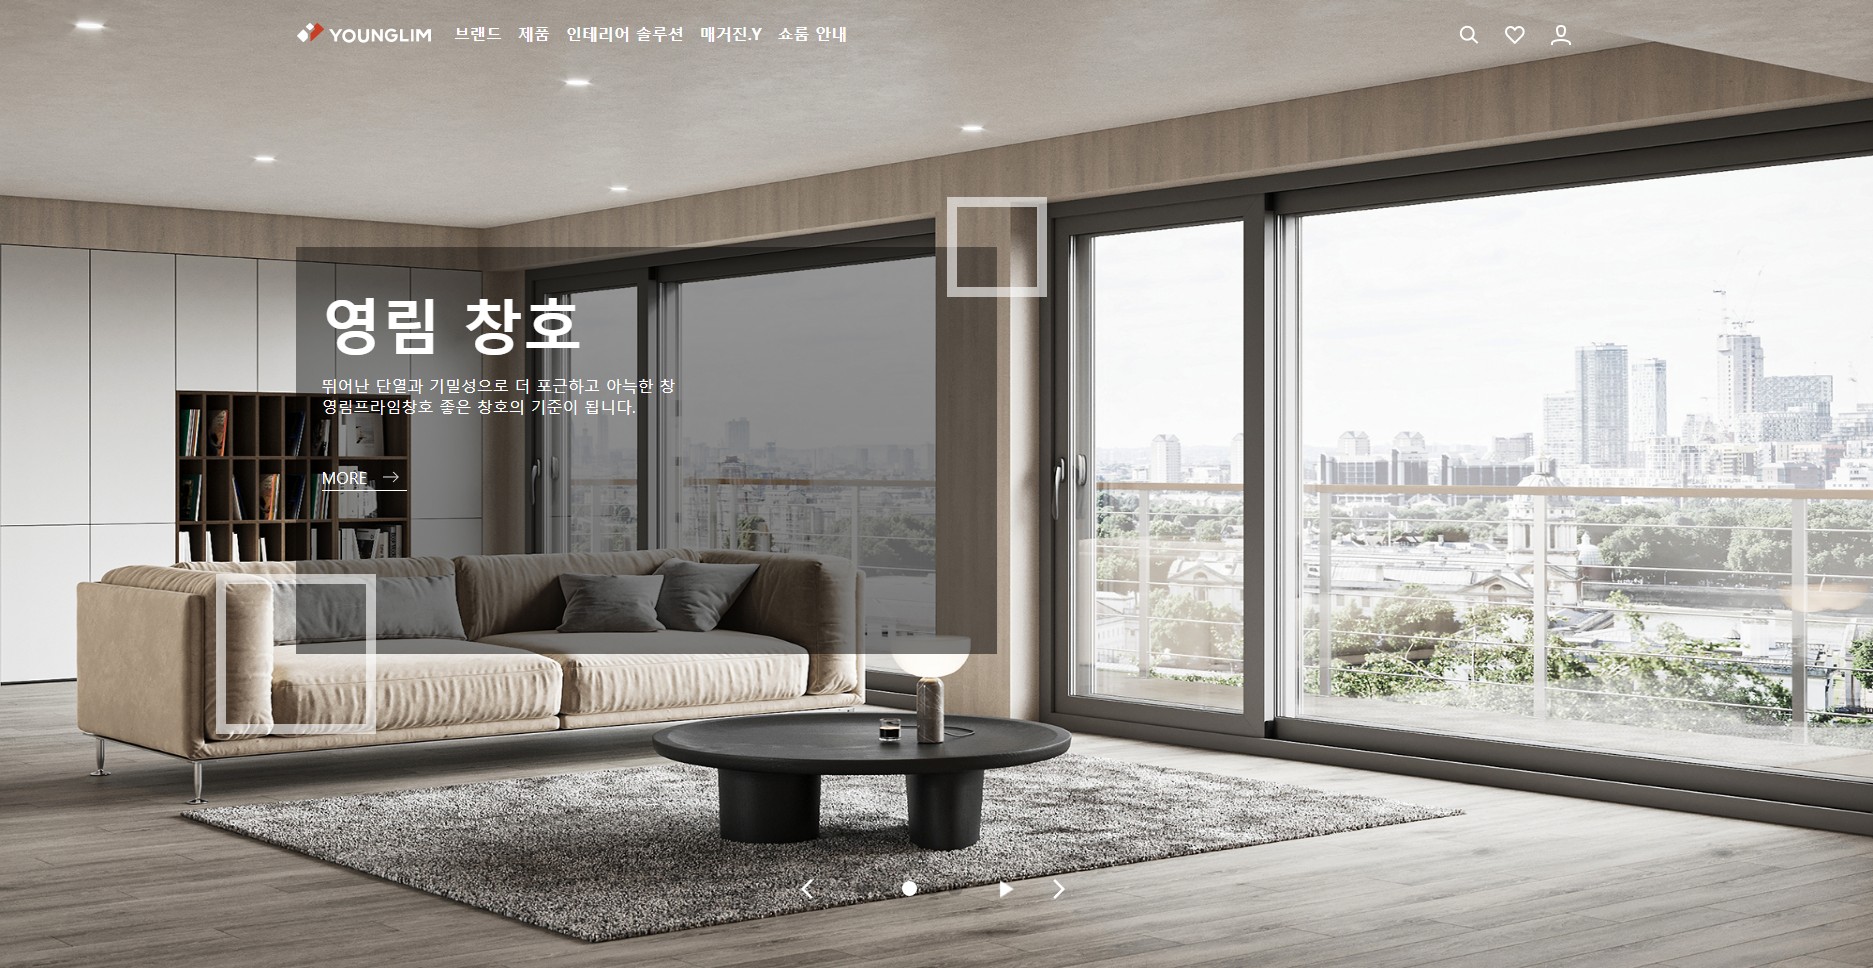 YOUNGLIM 브랜드 제품 인테리어 솔루션 매거진.Y 쇼룸 안내
영림 창호
뛰어난 단열과 기밀성으로 더 포근하고 아늑한 창
영림프라임창호 좋은 창호의 기준이 됩니다.
MORE